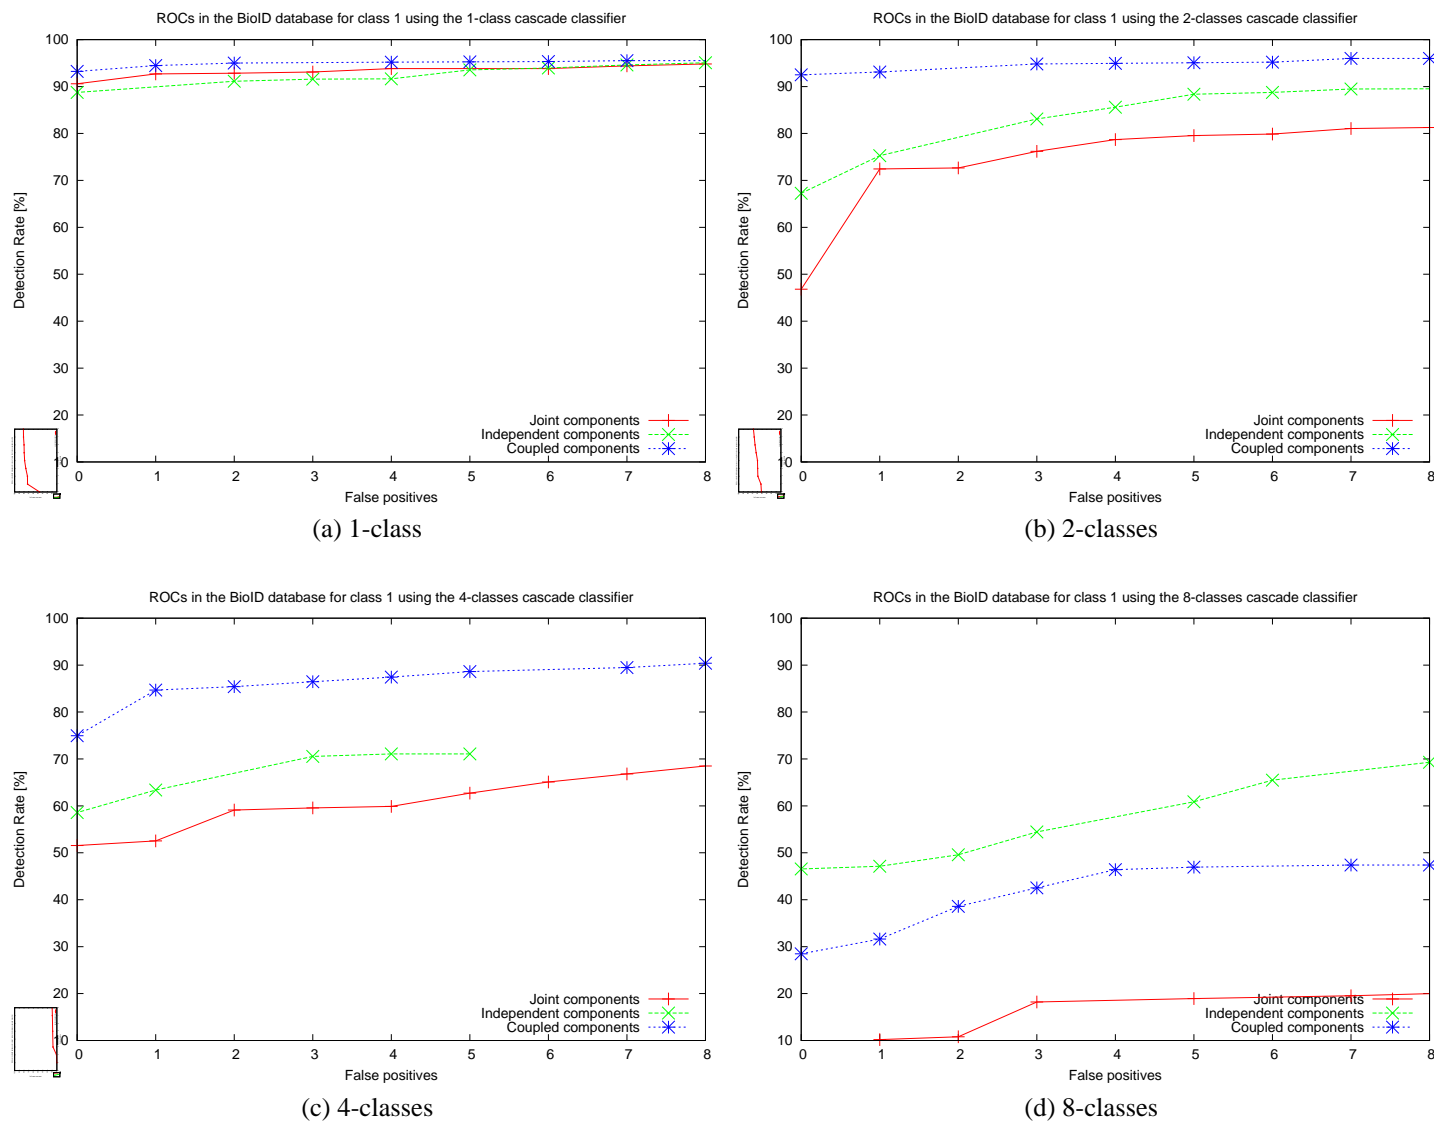 ROCs in the BioID database for class 1 using the 1-class cascade classifier
100
90
80
70
60
50
40
30
20
10
Detection Rate [%]
Joint components
Independent components
Coupled components
0 1 2 3 4 5 6 7 8
False positives
(a) 1-class
ROCs in the BioID database for class 1 using the 2-classes cascade classifier
100
90
80
70
60
50
40
30
20
10
Detection Rate [%]
Joint components
Independent components
Coupled components
0 1 2 3 4 5 6 7 8
False positives
(b) 2-classes
ROCs in the BioID database for class 1 using the 4-classes cascade classifier
100
90
80
70
60
50
40
30
20
10
Detection Rate [%]
Joint components
Independent components
Coupled components
0 1 2 3 4 5 6 7 8
False positives
(c) 4-classes
ROCs in the BioID database for class 1 using the 8-classes cascade classifier
100
90
80
70
60
50
40
30
20
10
Detection Rate [%]
Joint components
Independent components
Coupled components
0 1 2 3 4 5 6 7 8
False positives
(d) 8-classes